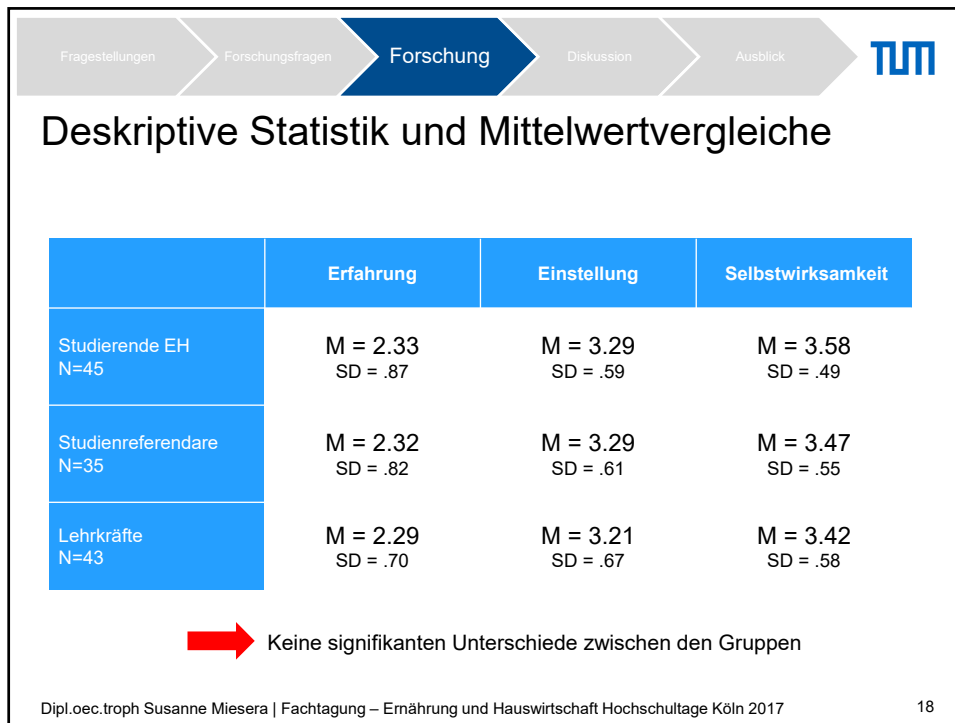 Fragestellungen
Forschungsfragen
Forschung
Diskussion
Ausblick
TUM
Deskriptive Statistik und Mittelwertvergleiche
Erfahrung
Einstellung
Selbstwirksamkeit
Studierende EH
N=45
M = 2.33
SD = .87
M = 3.29
SD = .59
M = 3.58
SD = .49
Studienreferendare
N=35
M = 2.32
SD = .82
M = 3.29
SD = .61
M = 3.47
SD = .55
Lehrkräfte
N=43
M = 2.29
SD = .70
M = 3.21
SD = .67
M = 3.42
SD = .58
Keine signifikanten Unterschiede zwischen den Gruppen
Dipl.oec.troph Susanne Miesera | Fachtagung – Ernährung und Hauswirtschaft Hochschultage Köln 2017
18